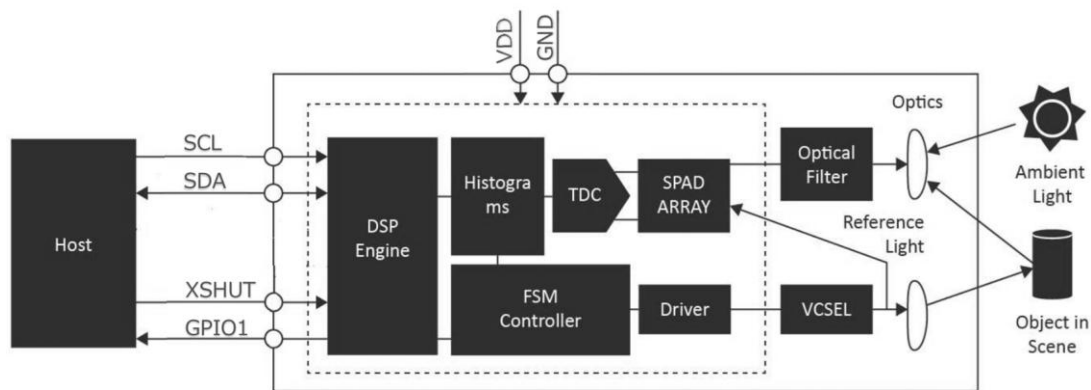 VDD
GND
Optics
SCL
SDA
Host
DSP
Engine
Histogra
ms
TDC
SPAD
ARRAY
Optical
Filter
Ambient
Light
Reference
Light
XSHUT
GPIO1
FSM
Controller
Driver
VCSEL
Object in
Scene